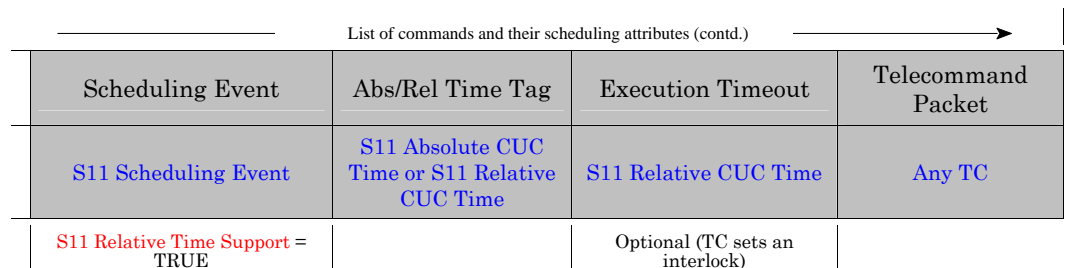 List of commands and their scheduling attributes (contd.)
Scheduling Event
Abs/Rel Time Tag
Execution Timeout
Telecommand
Packet
S11 Scheduling Event
S11 Absolute CUC
Time or S11 Relative
CUC Time
S11 Relative CUC Time
Any TC
S11 Relative Time Support =
TRUE
Optional (TC sets an
interlock)